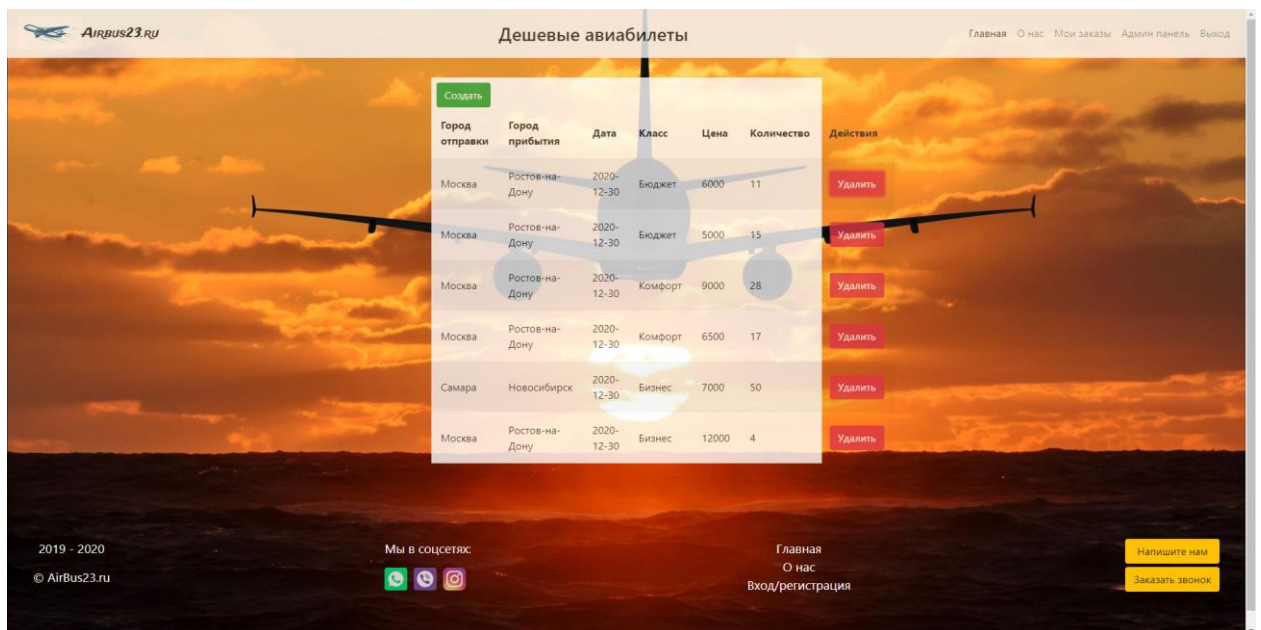 AIRBUS23.RU
Дешевые авиабилеты
Главная О нас Мои заказы Админ панель Выход
Создать
Город отправки Город прибытия Дата Класс Цена Количество Действия
Москва Ростов-на-Дону 2020-12-30 Бюджет 6000 11 Удалить
Москва Ростов-на-Дону 2020-12-30 Бюджет 5000 15 Удалить
Москва Ростов-на-Дону 2020-12-30 Комфорт 9000 28 Удалить
Москва Ростов-на-Дону 2020-12-30 Комфорт 6500 17 Удалить
Самара Новосибирск 2020-12-30 Бизнес 7000 50 Удалить
Москва Ростов-на-Дону 2020-12-30 Бизнес 12000 4 Удалить
2019 - 2020
© AirBus23.ru
Мы в соцсетях:
Главная
О нас
Вход/регистрация
Напишите нам
Заказать звонок